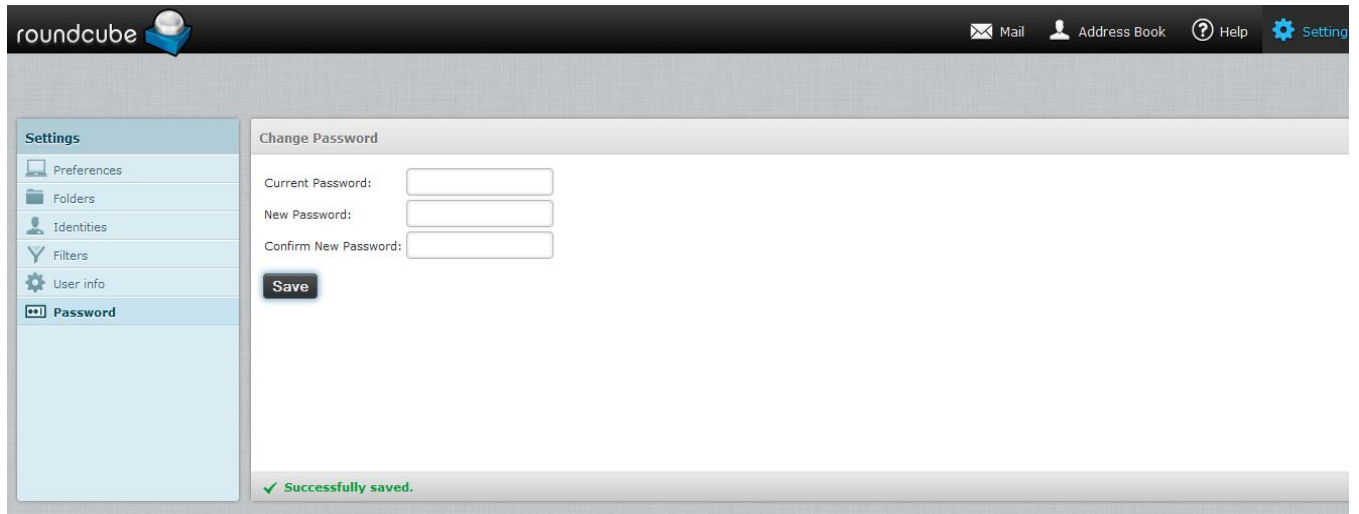 roundcube
Mail Address Book Help Setting
Settings
Preferences
Folders
Identities
Filters
User info
Password
Change Password
Current Password:
New Password:
Confirm New Password:
Save
Successfully saved.